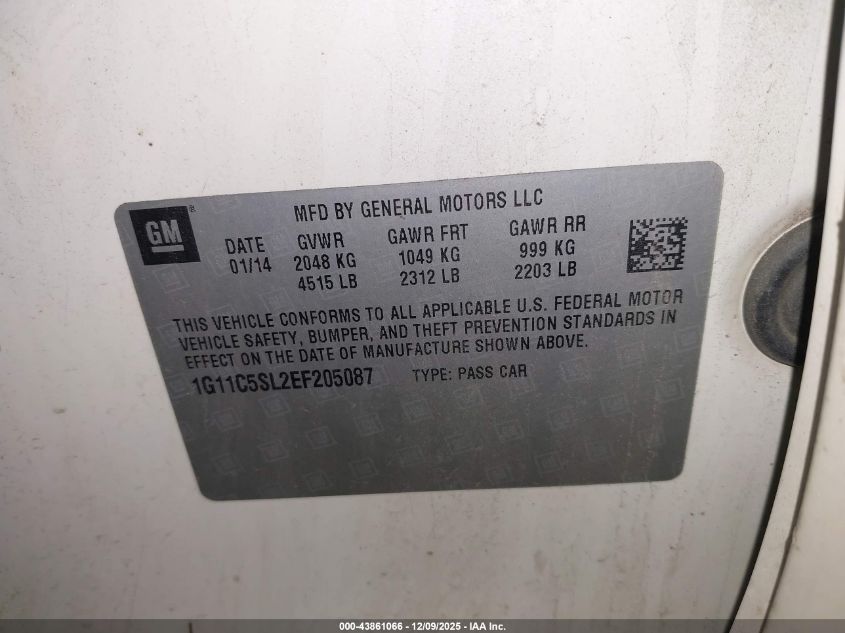 GM
MFD BY GENERAL MOTORS LLC
DATE GVWR GAWR FRT GAWR RR
01/14 2048 KG 1049 KG 999 KG
4515 LB 2312 LB 2203 LB
THIS VEHICLE CONFORMS TO ALL APPLICABLE U.S. FEDERAL MOTOR
VEHICLE SAFETY, BUMPER, AND THEFT PREVENTION STANDARDS IN
EFFECT ON THE DATE OF MANUFACTURE SHOWN ABOVE.
1G11C5SL2EF205087 TYPE: PASS CAR
000-43861066 - 12/09/2025 - IAA Inc.